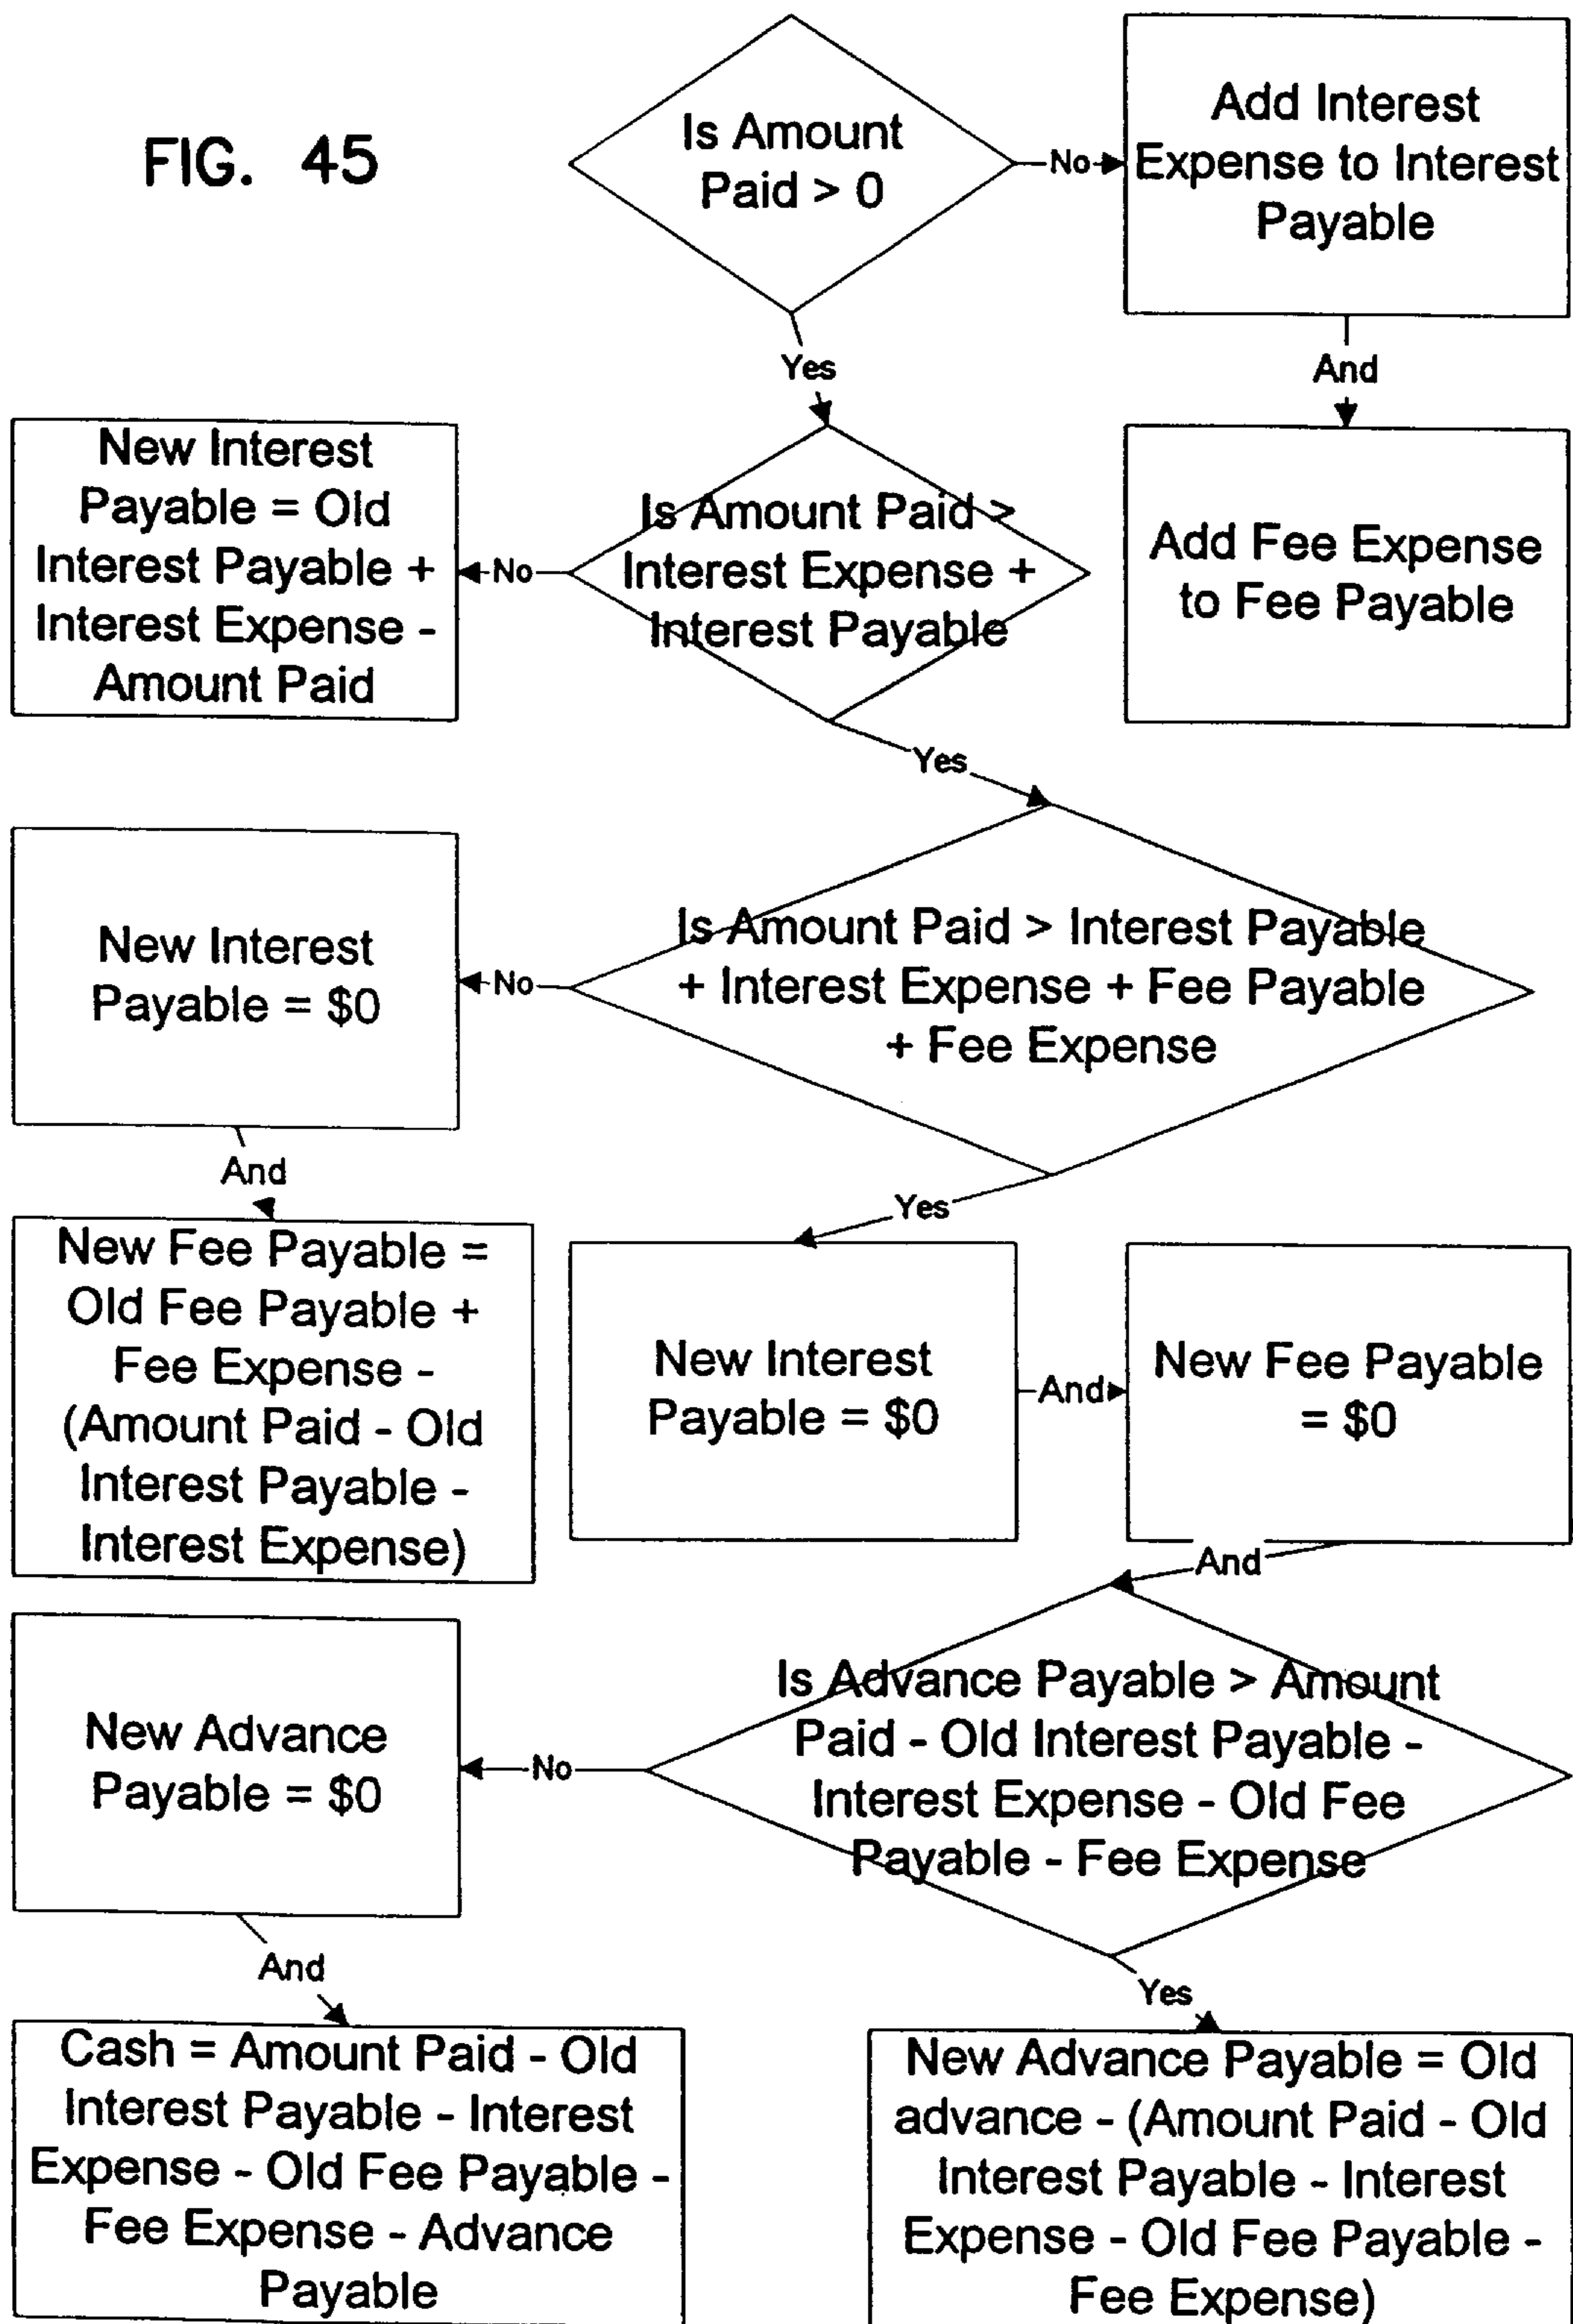 FIG. 45
Is Amount
Paid > 0
No
Add Interest
Expense to Interest
Payable
Yes
And
New Interest
Payable = Old
Interest Payable +
Interest Expense -
Amount Paid
No
Is Amount Paid >
Interest Expense +
Interest Payable
Add Fee Expense
to Fee Payable
Yes
New Interest
Payable = $0
No
Is Amount Paid > Interest Payable
+ Interest Expense + Fee Payable
+ Fee Expense
And
Yes
New Fee Payable =
Old Fee Payable +
Fee Expense -
(Amount Paid - Old
Interest Payable -
Interest Expense)
New Interest
Payable = $0
And
New Fee Payable
= $0
And
New Advance
Payable = $0
No
Is Advance Payable > Amount
Paid - Old Interest Payable -
Interest Expense - Old Fee
Payable - Fee Expense
And
Yes
Cash = Amount Paid - Old
Interest Payable - Interest
Expense - Old Fee Payable -
Fee Expense - Advance
Payable
New Advance Payable = Old
advance - (Amount Paid - Old
Interest Payable - Interest
Expense - Old Fee Payable -
Fee Expense)